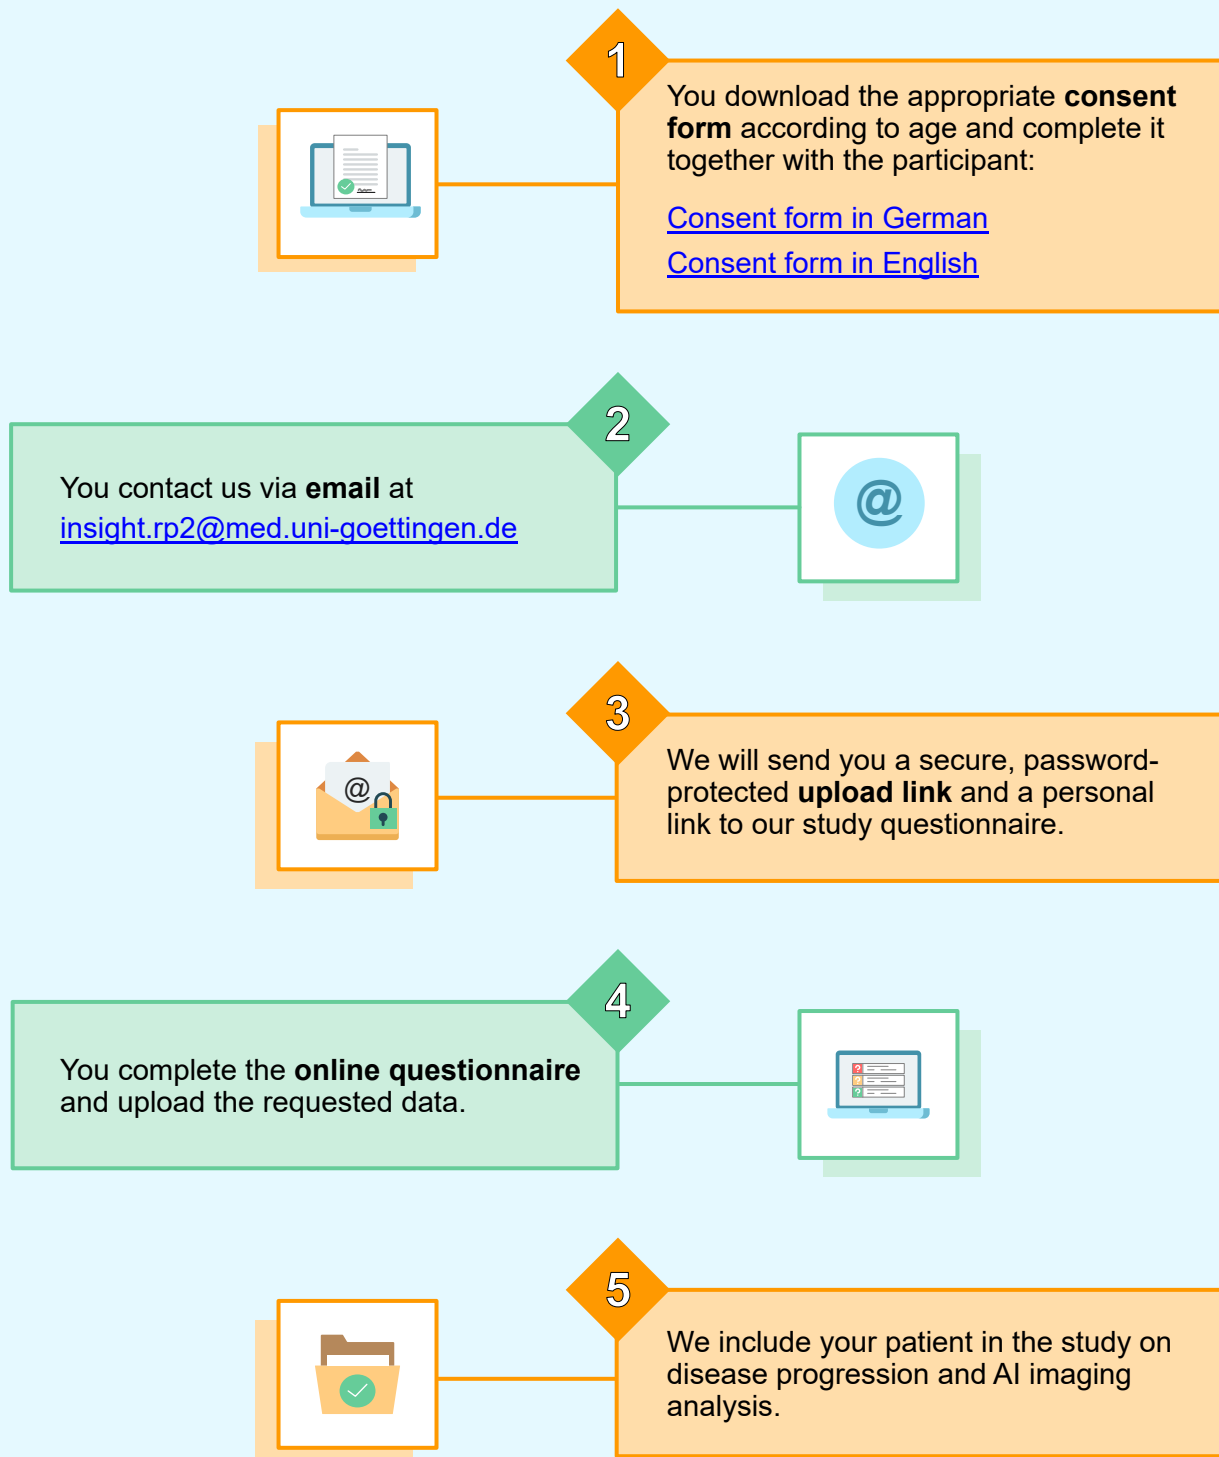 1
You download the appropriate consent
form according to age and complete it
together with the participant:
Consent form in German
Consent form in English
2
You contact us via email at
insight.rp2@med.uni-goettingen.de
@
3
@
We will send you a secure, password-
protected upload link and a personal
link to our study questionnaire.
4
You complete the online questionnaire
and upload the requested data.
?
?
?
5
We include your patient in the study on
disease progression and AI imaging
analysis.